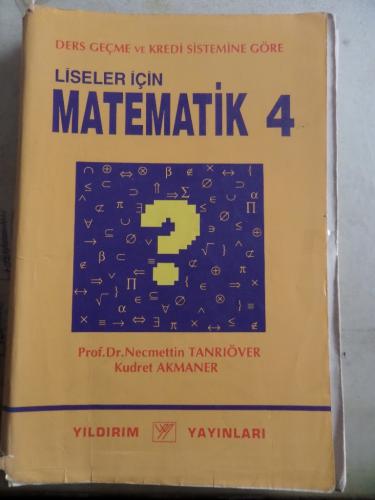 DERS GEÇME VE KREDİ SİSTEMİNE GÖRE
LİSELER İÇİN
MATEMATİK 4
?
Prof.Dr.Necmettin TANRIÖVER
Kudret AKMANER
YILDIRIM YAYINLARI